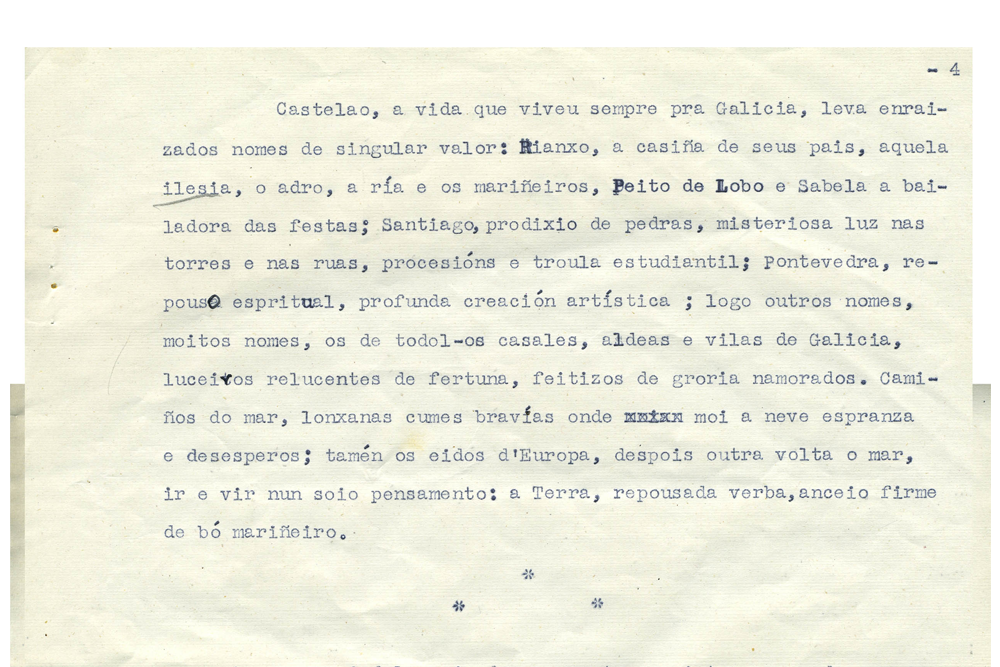 - 4
Castelao, a vida que viveu sempre pra Galicia, leva enrai-
zados nomes de singular valor: Rianxo, a casiña de seus pais, aquela
ilesia, o adro, a ría e os mariñeiros, Peito de Lobo e Sabela a bai-
ladora das festas; Santiago, prodixio de pedras, misteriosa luz nas
torres e nas ruas, procesións e troula estudiantil; Pontevedra, re-
pouso espritual, profunda creación artística ; logo outros nomes,
moitos nomes, os de todol-os casales, aldeas e vilas de Galicia,
luceiros relucentes de fertuna, feitizos de groria namorados. Cami-
ños do mar, lonxanas cumes bravías onde moi a neve espranza
e desesperos; tamén os eidos d'Europa, despois outra volta o mar,
ir e vir nun soio pensamento: a Terra, repousada verba, anceio firme
de bó mariñeiro.
*
* *